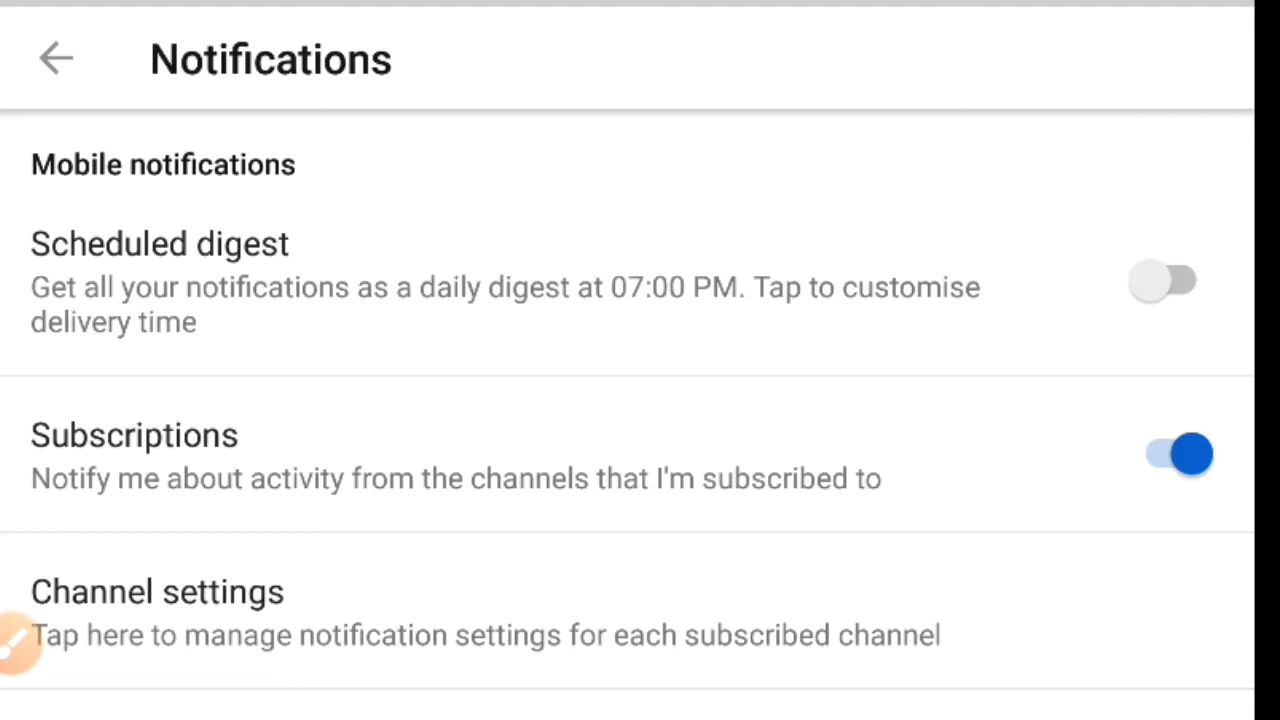 Notifications
Mobile notifications
Scheduled digest
Get all your notifications as a daily digest at 07:00 PM. Tap to customise
delivery time
Subscriptions
Notify me about activity from the channels that I'm subscribed to
Channel settings
Tap here to manage notification settings for each subscribed channel